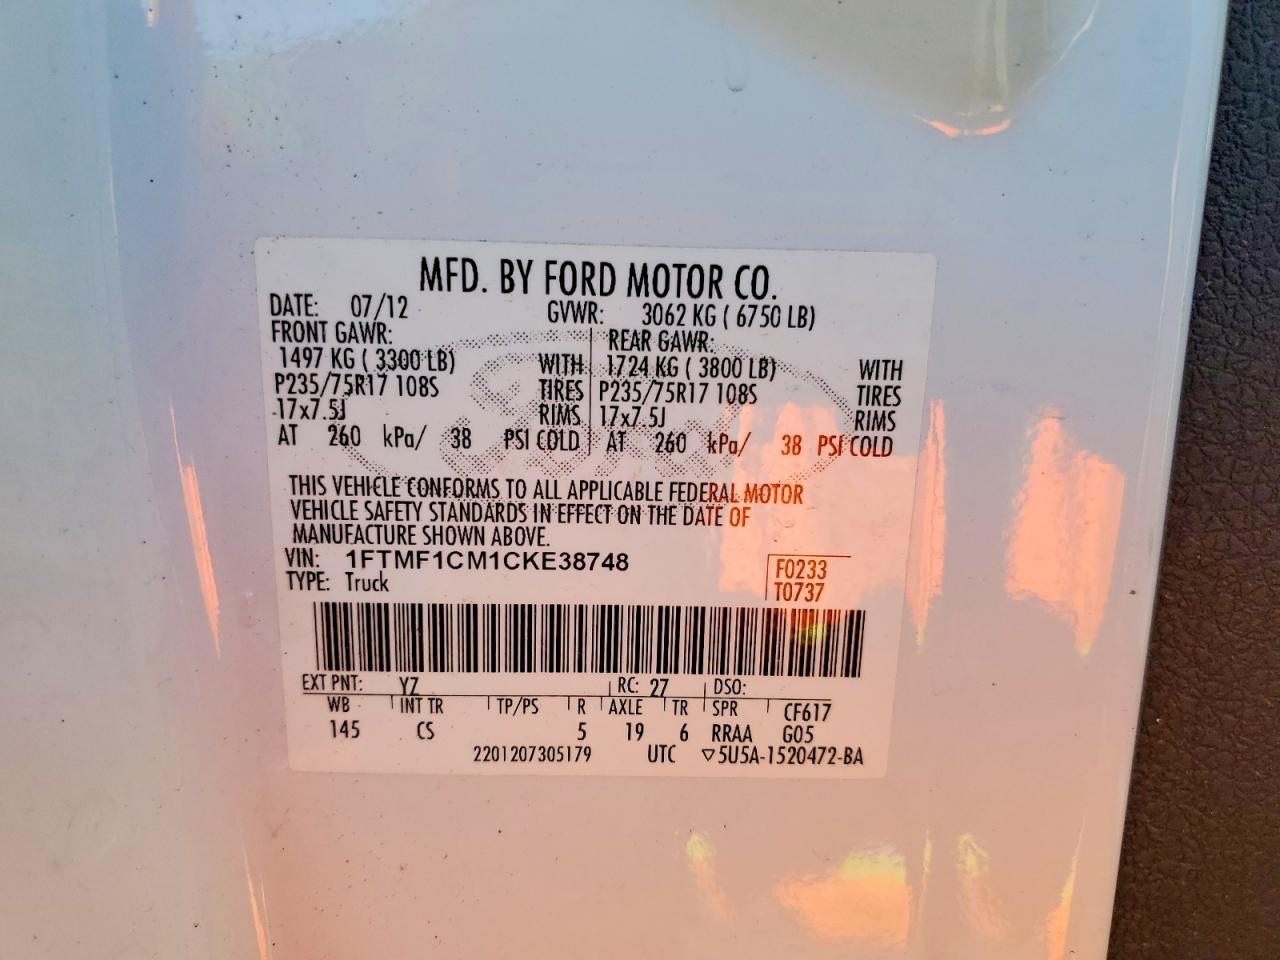 MFD. BY FORD MOTOR CO.
DATE: 07/12 GVWR: 3062 KG ( 6750 LB)
FRONT GAWR: REAR GAWR:
1497 KG ( 3300 LB) WITH 1724 KG ( 3800 LB) WITH
P235/75R17 108S TIRES P235/75R17 108S TIRES
17x7.5J RIMS 17x7.5J RIMS
AT 260 kPa/ 38 PSI COLD AT 260 kPa/ 38 PSI COLD
THIS VEHICLE CONFORMS TO ALL APPLICABLE FEDERAL MOTOR
VEHICLE SAFETY STANDARDS IN EFFECT ON THE DATE OF
MANUFACTURE SHOWN ABOVE.
VIN: 1FTMF1CM1CKE38748 F0233
TYPE: Truck T0737
EXT PNT: YZ RC: 27 DSO:
WB INT TR TP/PS R AXLE TR SPR CF617
145 CS 5 19 6 RRAA G05
2201207305179 UTC ▽5U5A-1520472-BA